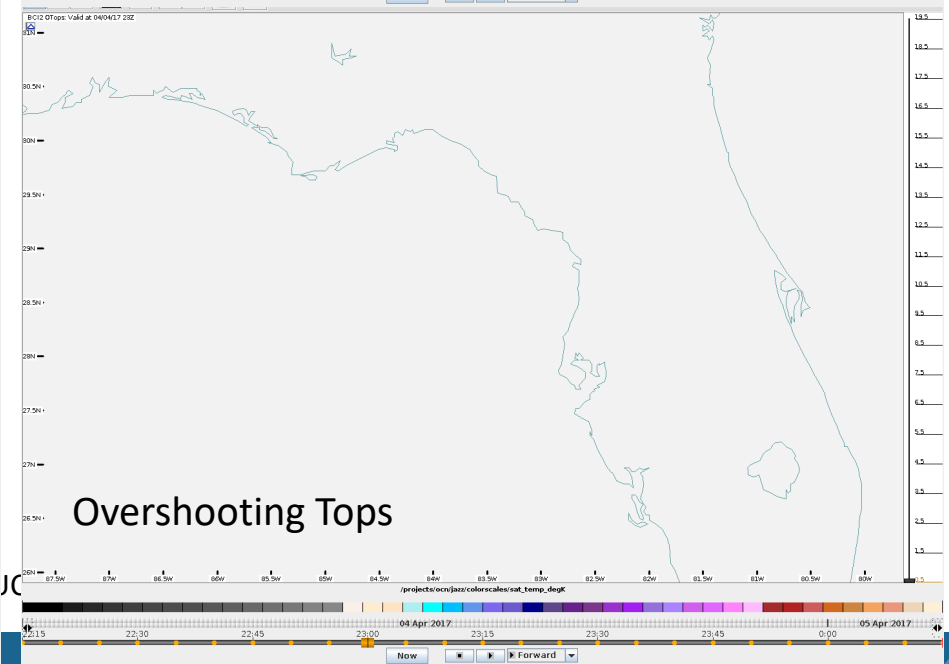 BCI2 OTops: Valid at 04/04/17 23Z
19.5
31N
18.5
17.5
30.5N
16.5
30N
15.5
14.5
29.5N
13.5
12.5
29N
11.5
10.5
28.5N
9.5
8.5
28N
7.5
6.5
27.5N
5.5
27N
4.5
3.5
Overshooting Tops
26.5N
2.5
1.5
26N
0.5
87.5W 87W 86.5W 86W 85.5W 85W 84.5W 84W 83.5W 83W 82.5W 82W 81.5W 81W 80.5W 80W
/projects/ocn/jazz/colorscales/sat_temp_degK
04 Apr 2017 05 Apr 2017
22:15 22:30 22:45 23:00 23:15 23:30 23:45 0:00
Now Forward